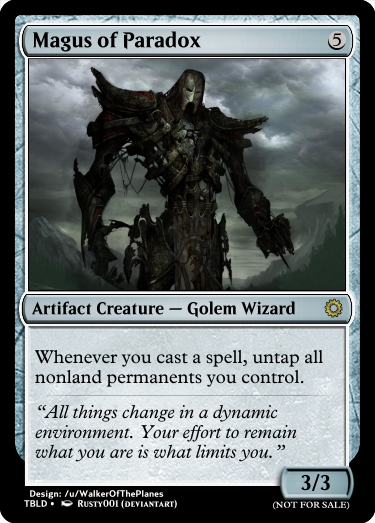 Magus of Paradox 5
Artifact Creature — Golem Wizard
Whenever you cast a spell, untap all
nonland permanents you control.
“All things change in a dynamic
environment. Your effort to remain
what you are is what limits you.”
3/3
Design: /u/WalkerOfThePlanes
TBLD • Rusty001 (deviantart)
(NOT FOR SALE)